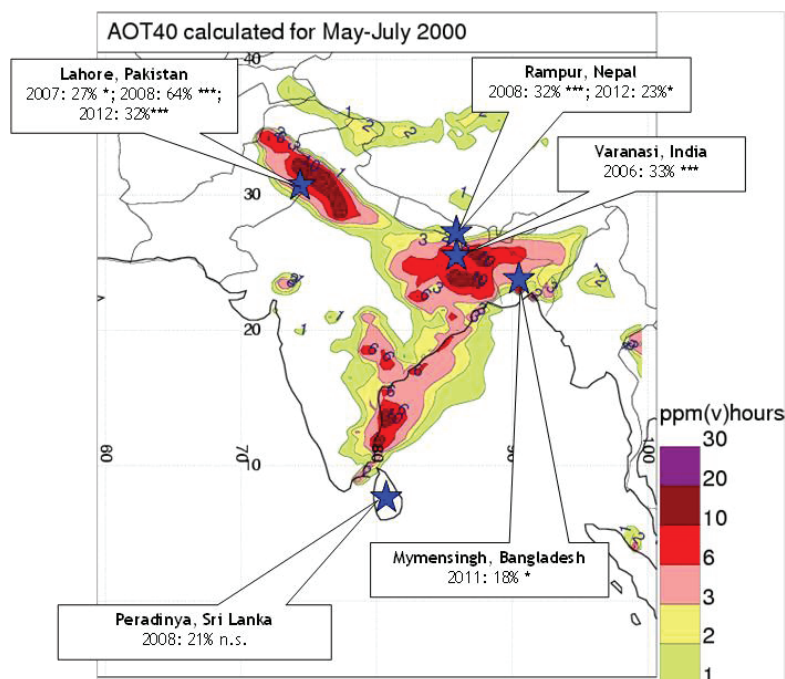 AOT40 calculated for May-July 2000
40
Lahore, Pakistan
2007: 27% *; 2008: 64% ***;
2012: 32%***
Rampur, Nepal
2008: 32% ***; 2012: 23%*
Varanasi, India
2006: 33% ***
30
20
10
60
70
80
90
100
ppm(v)hours
30
20
10
6
3
2
1
Mymensingh, Bangladesh
2011: 18% *
Peradinya, Sri Lanka
2008: 21% n.s.